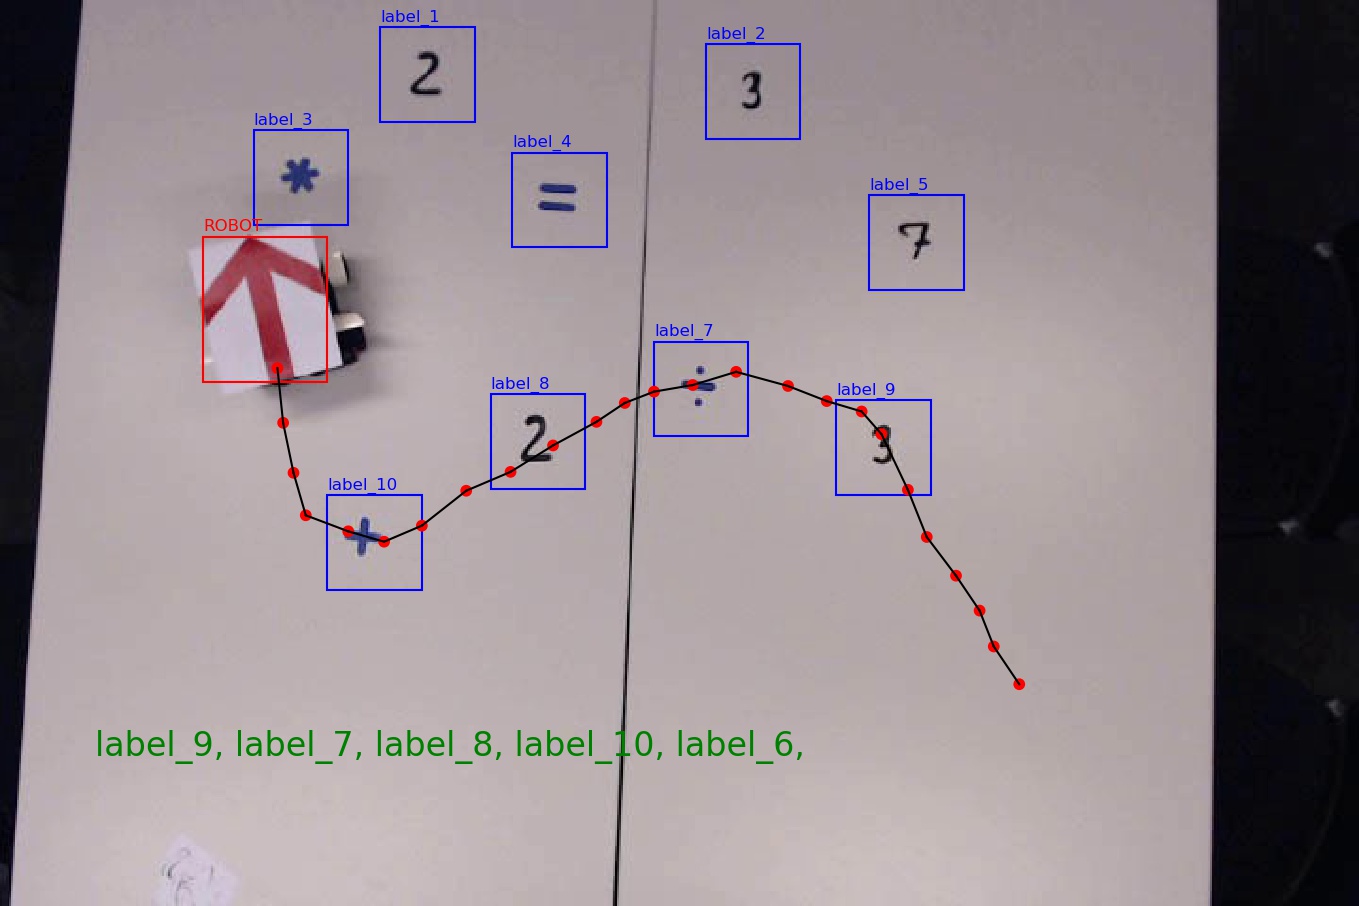 label_1
2
label_2
3
label_3
*
label_4
=
label_5
7
ROBOT
label_7
÷
label_8
2
label_9
3
label_10
+
label_9, label_7, label_8, label_10, label_6,